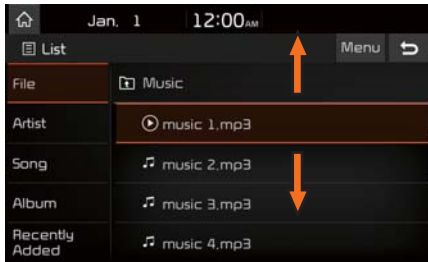 Jan. 1 12:00AM
List Menu
File
Music
Artist
music 1.mp3
Song
music 2.mp3
Album
music 3.mp3
Recently
Added
music 4.mp3